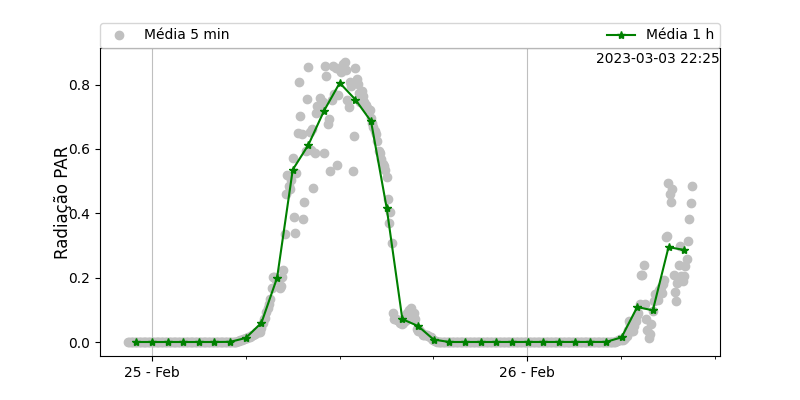 Média 5 min
Média 1 h
2023-03-03 22:25
Radiação PAR
0.8
0.6
0.4
0.2
0.0
25 - Feb
26 - Feb